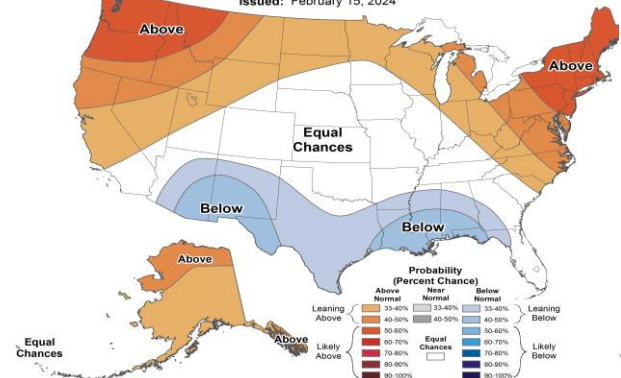 Issued: February 15, 2024
Above
Above
Equal
Chances
Below
Below
Above
Above
Equal
Chances
Probability
(Percent Chance)
Above
Normal
Near
Normal
Below
Normal
Leaning
Above
33-40%
33-40%
33-40%
Leaning
Below
40-50%
40-50%
40-50%
Likely
Above
50-60%
50-60%
Likely
Below
60-70%
Equal
Chances
60-70%
70-80%
70-80%
80-90%
80-90%
90-100%
90-100%